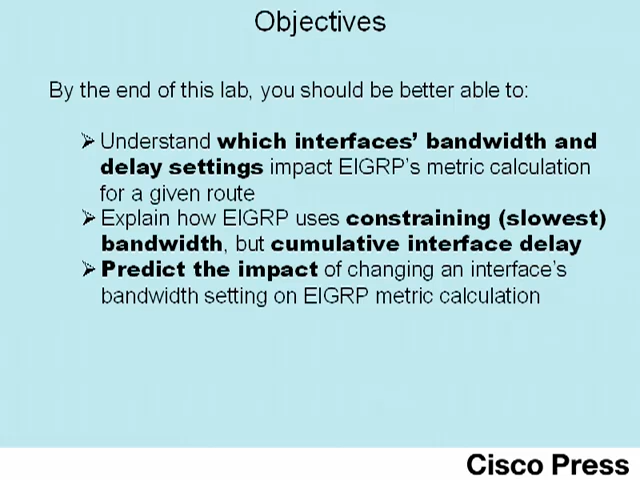 Objectives
By the end of this lab, you should be better able to:
➢ Understand which interfaces' bandwidth and
delay settings impact EIGRP's metric calculation
for a given route
➢ Explain how EIGRP uses constraining (slowest)
bandwidth, but cumulative interface delay
➢ Predict the impact of changing an interface's
bandwidth setting on EIGRP metric calculation
Cisco Press